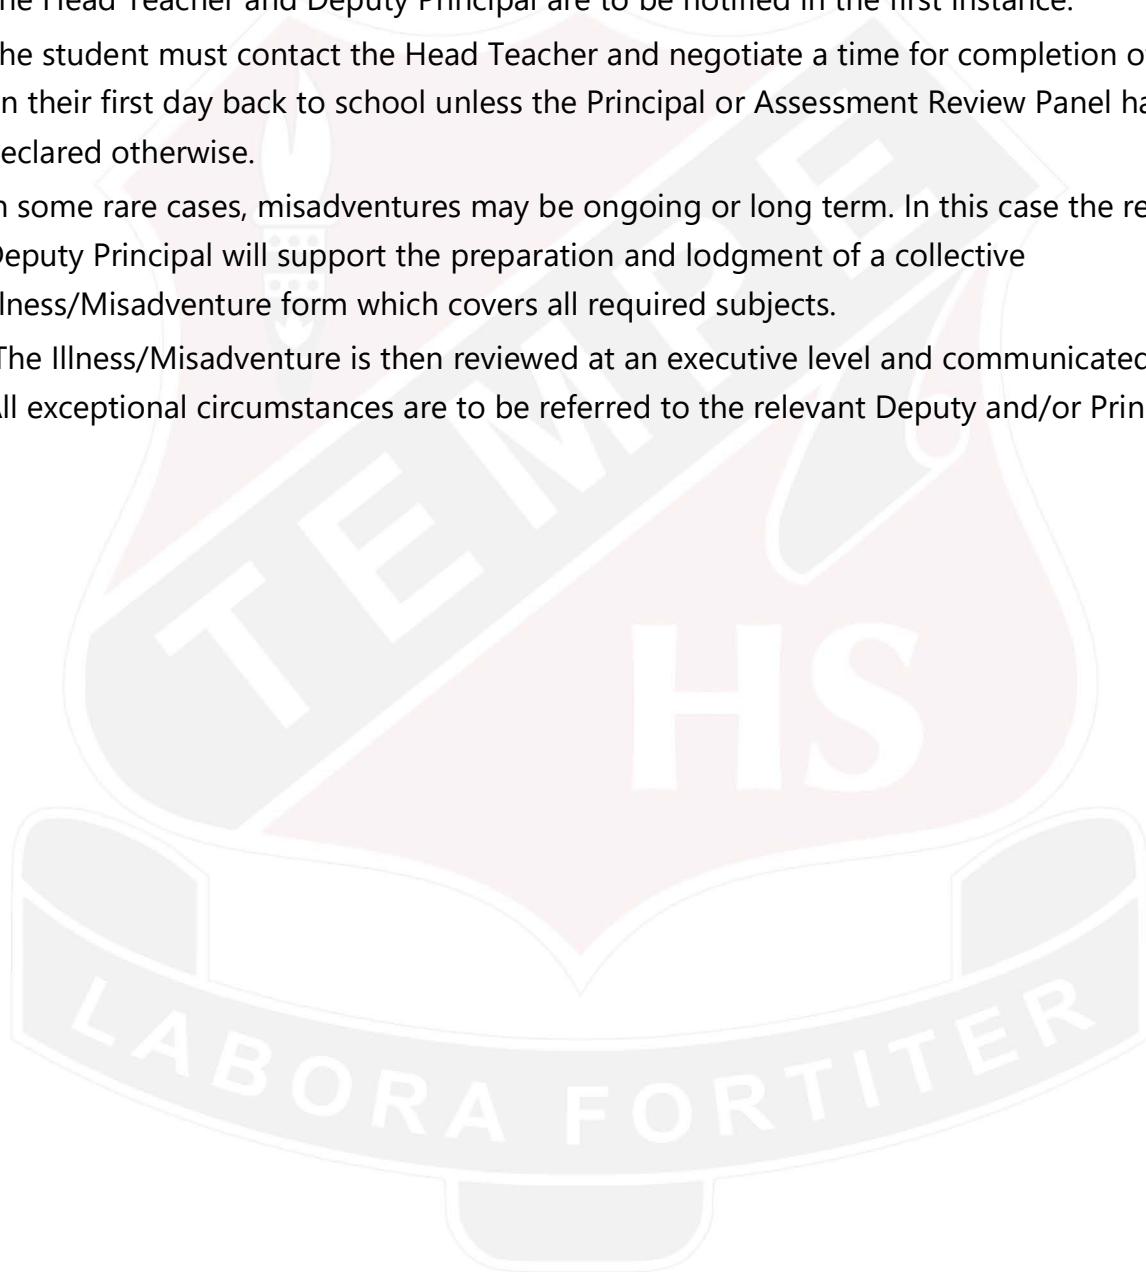 he Head Teacher and Deputy Principal are to be notified in the first instance.
he student must contact the Head Teacher and negotiate a time for completion o
n their first day back to school unless the Principal or Assessment Review Panel ha
eclared otherwise.
n some rare cases, misadventures may be ongoing or long term. In this case the re
Deputy Principal will support the preparation and lodgment of a collective
llness/Misadventure form which covers all required subjects.
The Illness/Misadventure is then reviewed at an executive level and communicated
All exceptional circumstances are to be referred to the relevant Deputy and/or Prin
TEMPE
HS
LABORA FORTITER